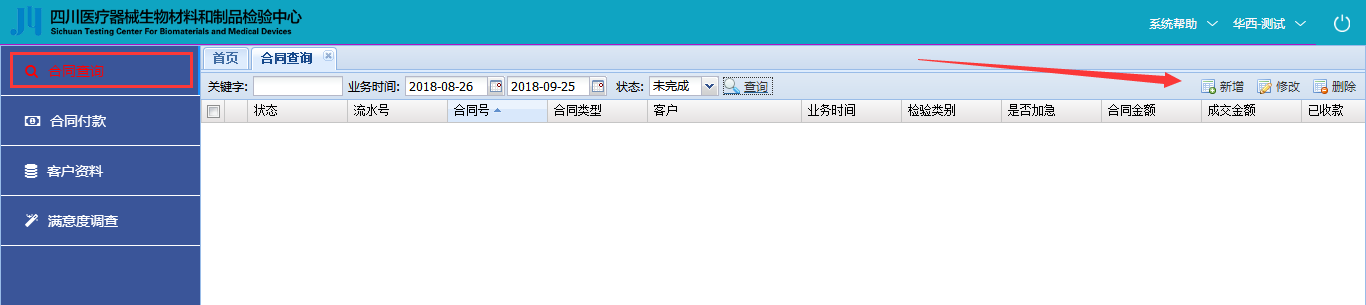 四川医疗器械生物材料和制品检验中心
Sichuan Testing Center For Biomaterials and Medical Devices
系统帮助 华西-测试
合同查询
合同付款
客户资料
满意度调查
首页 合同查询
关键字: 业务时间: 2018-08-26 2018-09-25 状态: 未完成 查询 新增 修改 删除
状态 流水号 合同号 合同类型 客户 业务时间 检验类别 是否加急 合同金额 成交金额 已收款